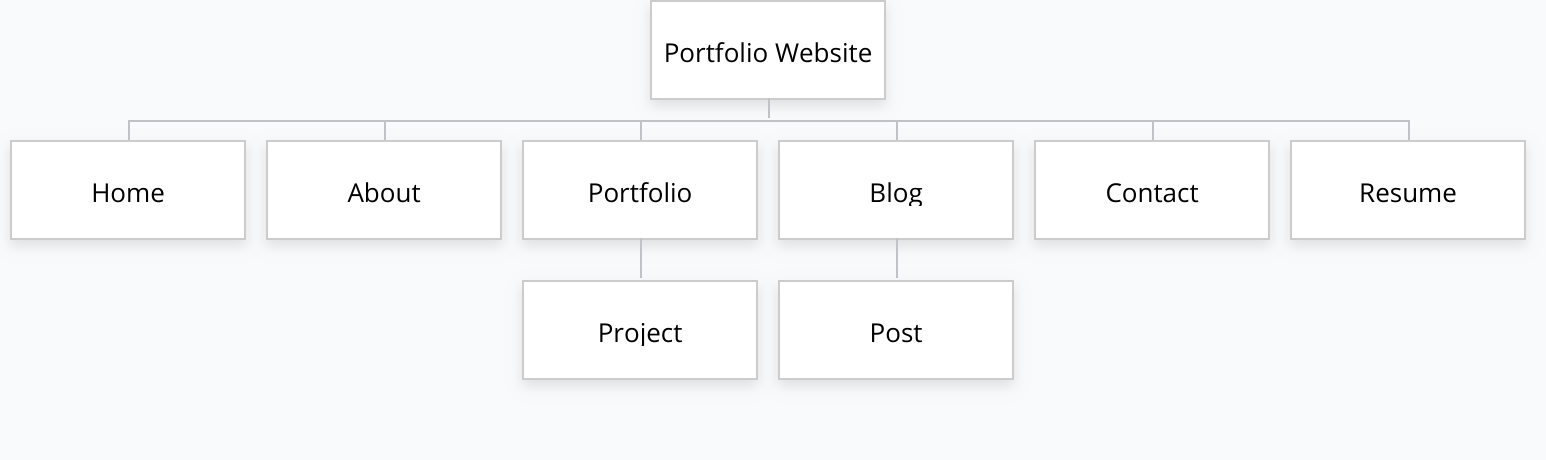 Portfolio Website
Home
About
Portfolio
Blog
Contact
Resume
Project
Post